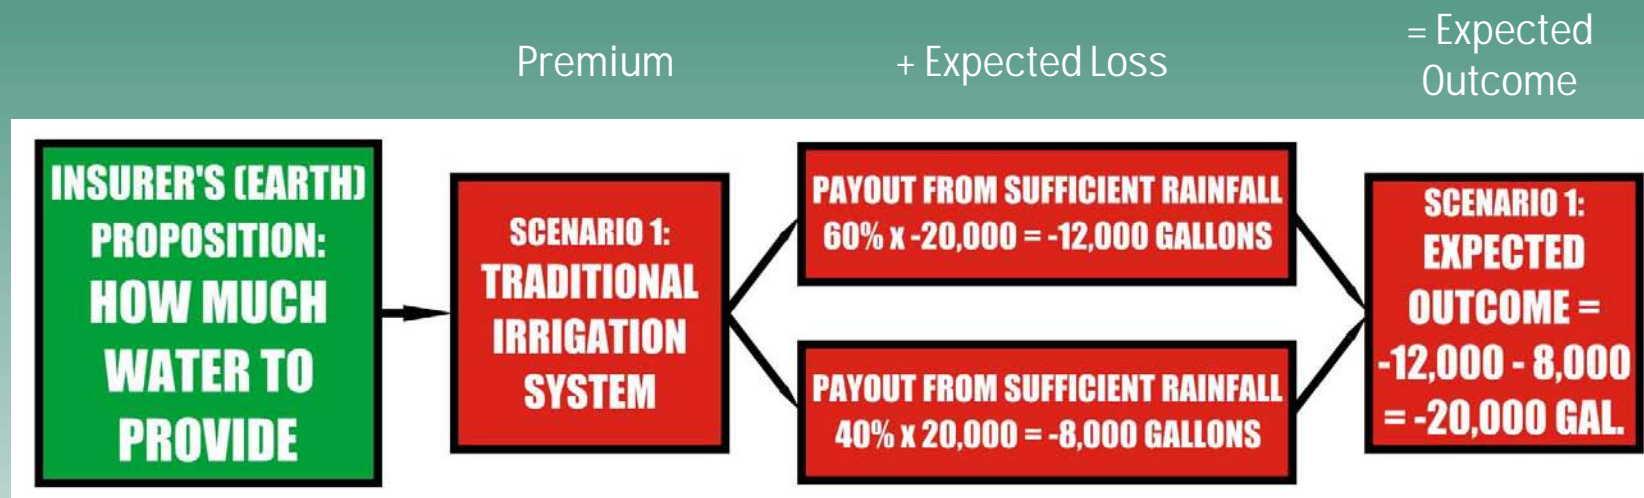 Premium
+ Expected Loss
= Expected
Outcome
INSURER'S (EARTH)
PROPOSITION:
HOW MUCH
WATER TO
PROVIDE
SCENARIO 1:
TRADITIONAL
IRRIGATION
SYSTEM
PAYOUT FROM SUFFICIENT RAINFALL
60% x -20,000 = -12,000 GALLONS
PAYOUT FROM SUFFICIENT RAINFALL
40% x 20,000 = -8,000 GALLONS
SCENARIO 1:
EXPECTED
OUTCOME =
-12,000 - 8,000
= -20,000 GAL.